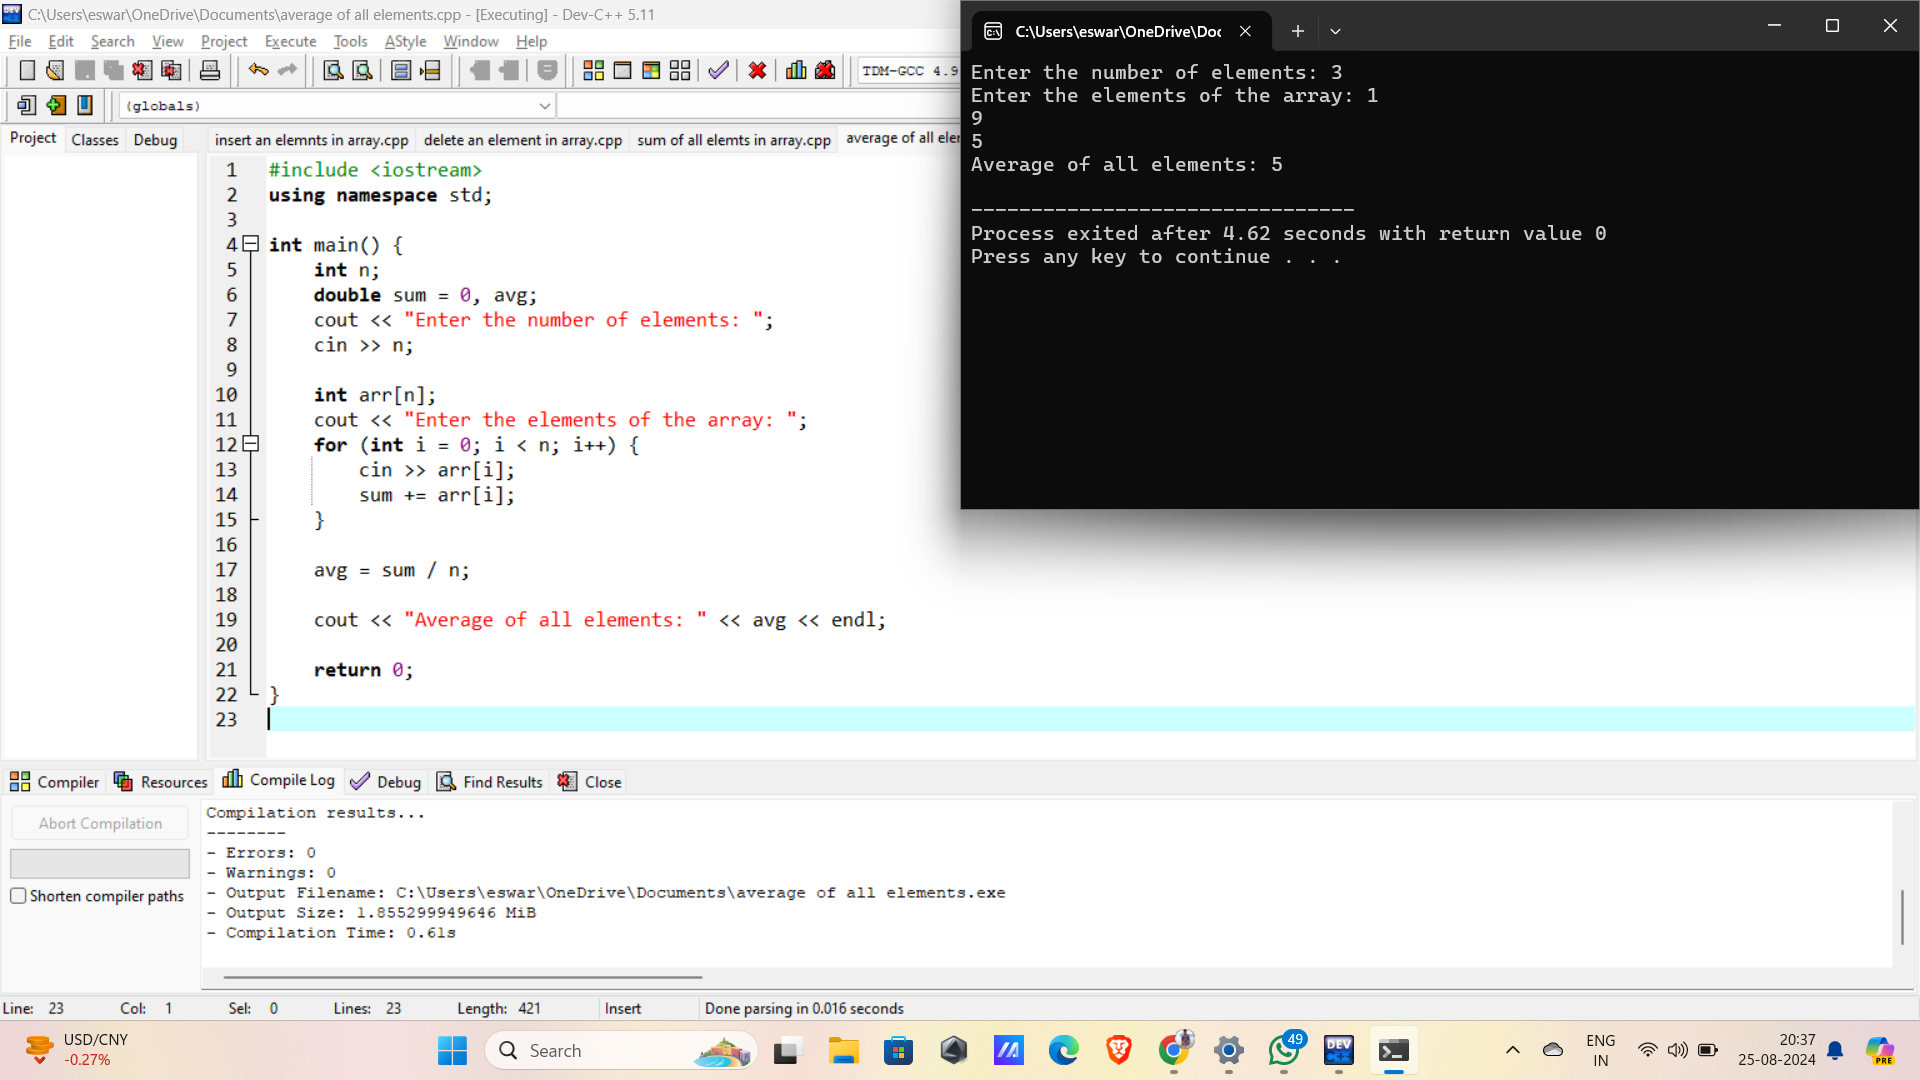 C:\Users\eswar\OneDrive\Documents\average of all elements.cpp - [Executing] - Dev-C++ 5.11
File Edit Search View Project Execute Tools AStyle Window Help
TDM-GCC 4.9
(globals)
Project Classes Debug
insert an elemnts in array.cpp delete an element in array.cpp sum of all elemts in array.cpp average of all ele
1 #include <iostream>
2 using namespace std;
3
4 int main() {
5 int n;
6 double sum = 0, avg;
7 cout << "Enter the number of elements: ";
8 cin >> n;
9
10 int arr[n];
11 cout << "Enter the elements of the array: ";
12 for (int i = 0; i < n; i++) {
13 cin >> arr[i];
14 sum += arr[i];
15 }
16
17 avg = sum / n;
18
19 cout << "Average of all elements: " << avg << endl;
20
21 return 0;
22 }
23
C:\Users\eswar\OneDrive\Doc
Enter the number of elements: 3
Enter the elements of the array: 1
9
5
Average of all elements: 5
--------------------------------
Process exited after 4.62 seconds with return value 0
Press any key to continue . . .
Compiler Resources Compile Log Debug Find Results Close
Abort Compilation
Shorten compiler paths
Compilation results...
--------
- Errors: 0
- Warnings: 0
- Output Filename: C:\Users\eswar\OneDrive\Documents\average of all elements.exe
- Output Size: 1.855299949646 MiB
- Compilation Time: 0.61s
Line: 23 Col: 1 Sel: 0 Lines: 23 Length: 421 Insert Done parsing in 0.016 seconds
USD/CNY
-0.27%
Search
49
DEV C++
ENG
IN
20:37
25-08-2024
PRE